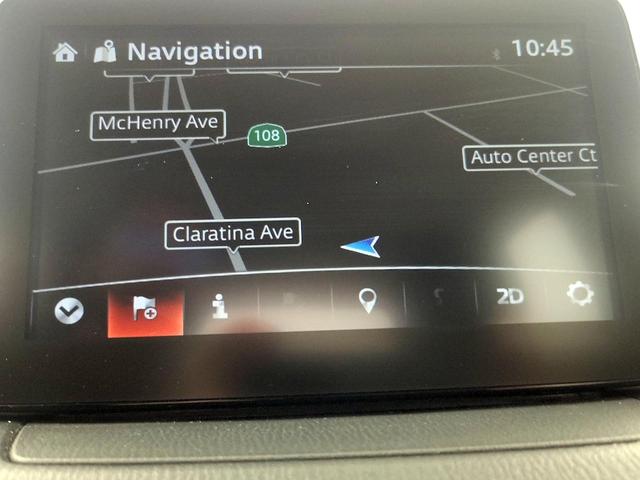 Navigation
10:45
McHenry Ave
108
Auto Center Ct
Claratina Ave
2D